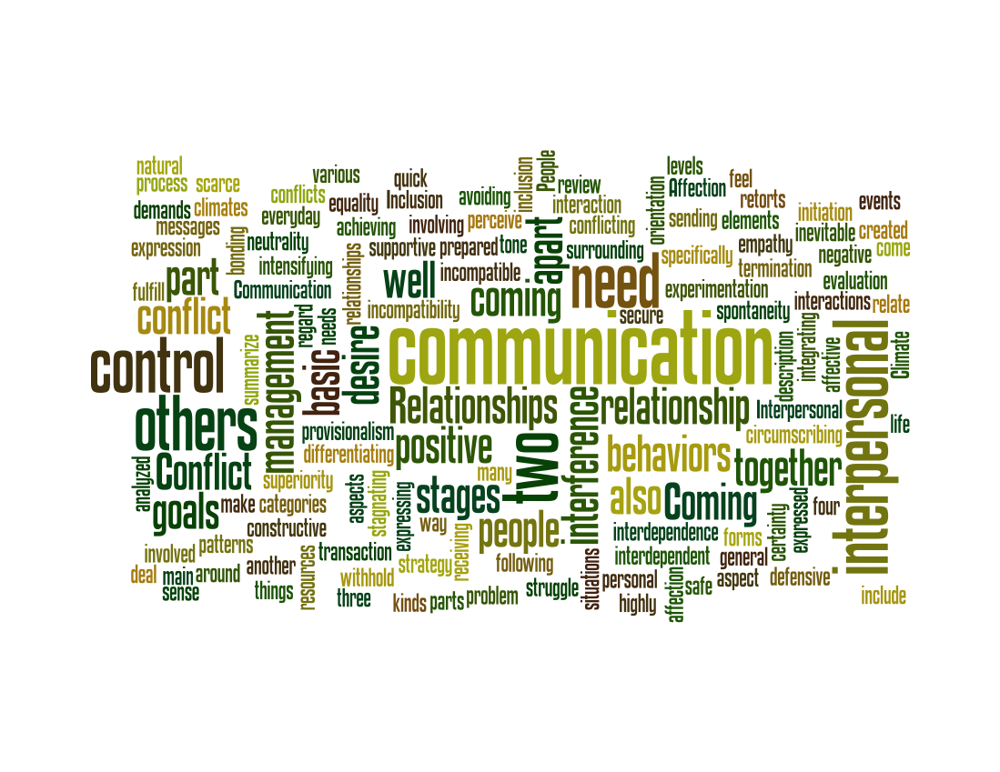 natural
process
scarce
demands
climates
messages
expression
bonding
various
conflicts
equality
everyday
neutrality
achieving
intensifying
Communication
relationships
quick
Inclusion
avoiding
involving
perceive
supportive
prepared
tone
inclusion
People
review
interaction
conflicting
surrounding
orientation
levels
Affection
feel
retorts
sending
elements
specifically
empathy
termination
experimentation
initiation
events
inevitable
created
negative
come
evaluation
interactions
relate
spontaneity
fulfill
part
conflict
well
incompatible
incompatibility
coming
apart
need
secure
control
summarize
management
regard
needs
basic
desire
communication
description
integrating
affective
interpersonal
Climate
others
Relationships
interference
relationship
Interpersonal
circumscribing
life
provisionalism
differentiating
positive
two
behaviors
together
analyzed
Conflict
superiority
many
goals
make
categories
constructive
aspects
stagnating
expressing
stages
way
receiving
people
also
Coming
interdependence
interdependent
forms
certainty
expressed
four
general
involved
patterns
deal
main
sense
around
another
things
resources
transaction
withhold
three
strategy
kinds
parts
problem
following
struggle
situations
personal
highly
affection
safe
aspect
defensive
include